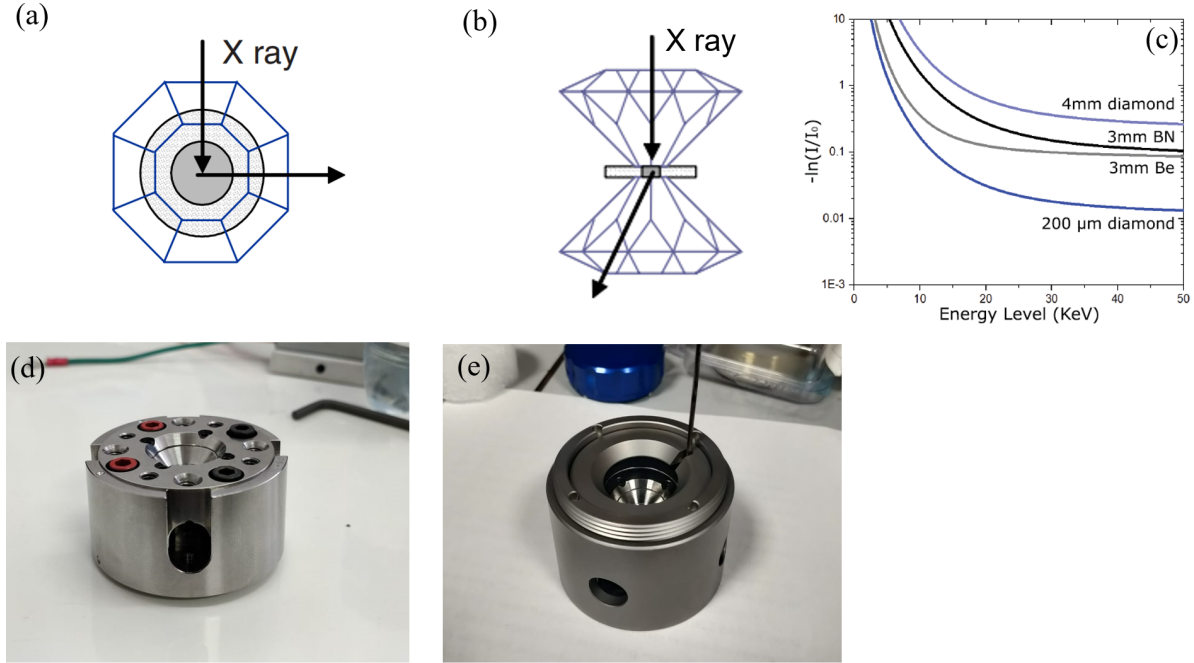 (a)
X ray
(b)
X ray
(c)
10
1
0.1
0.01
1E-3
-ln(I/I₀)
4mm diamond
3mm BN
3mm Be
200 µm diamond
0
10
20
30
40
50
Energy Level (KeV)
(d)
(e)